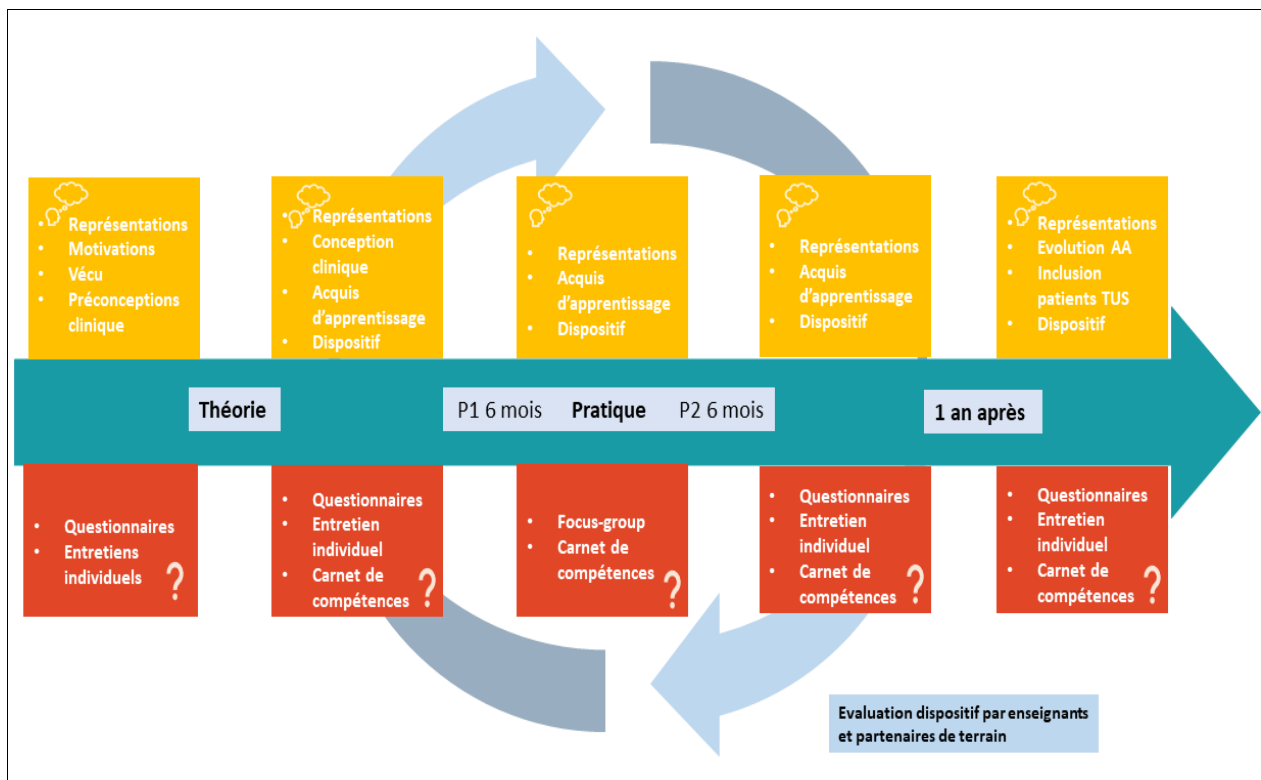 • Représentations
• Motivations
• Vécu
• Préconceptions
clinique
• Représentations
• Conception
clinique
• Acquis
d'apprentissage
• Dispositif
• Représentations
• Acquis
d'apprentissage
• Dispositif
• Représentations
• Acquis
d'apprentissage
• Dispositif
• Représentations
• Evolution AA
• Inclusion
patients TUS
• Dispositif
Théorie
P1 6 mois Pratique P2 6 mois
1 an après
• Questionnaires
• Entretiens
individuels ?
• Questionnaires
• Entretien
individuel
• Carnet de
compétences ?
• Focus-group
• Carnet de
compétences ?
• Questionnaires
• Entretien
individuel
• Carnet de
compétences ?
• Questionnaires
• Entretien
individuel
• Carnet de
compétences ?
Evaluation dispositif par enseignants
et partenaires de terrain